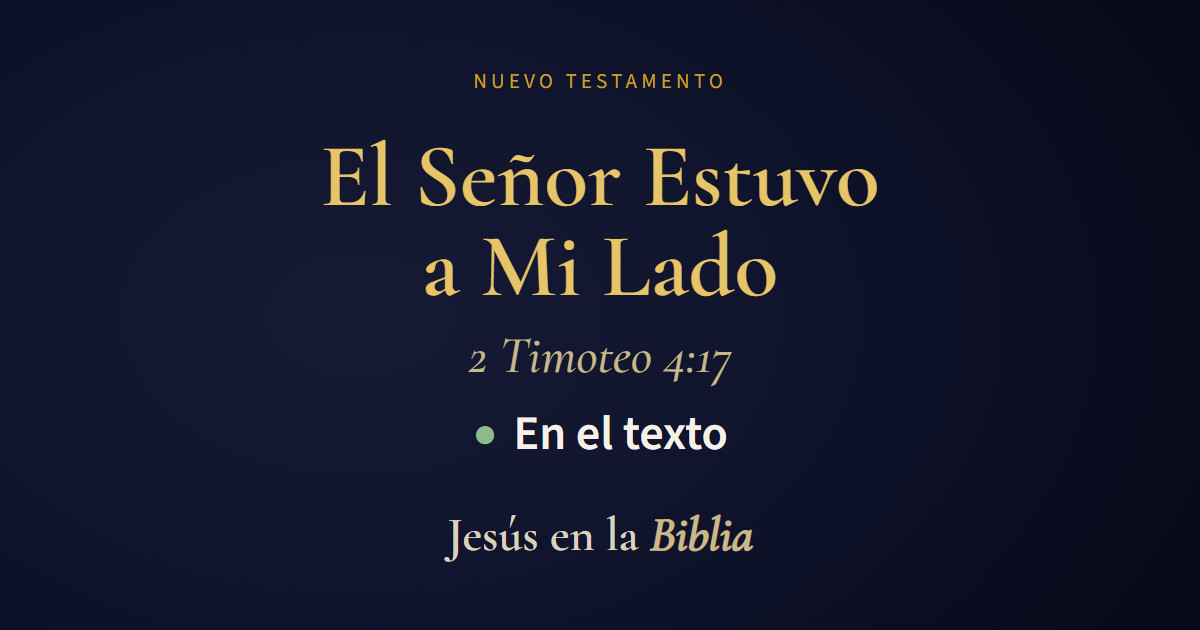 NUEVO TESTAMENTO
El Señor Estuvo
a Mi Lado
2 Timoteo 4:17
En el texto
Jesús en la Biblia